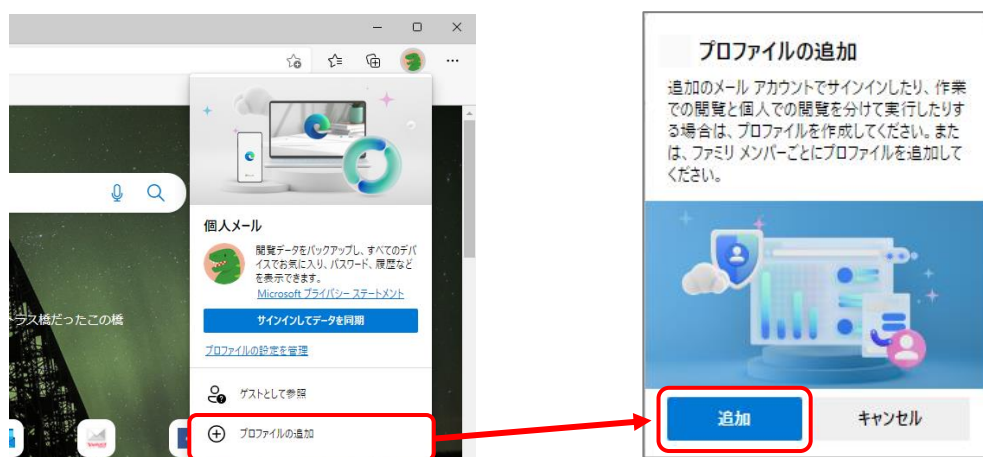 個人メール
閲覧データをバックアップし、すべてのデバ
イスでお気に入り、パスワード、履歴など
を表示できます。
Microsoft プライバシー ステートメント
サインインしてデータを同期
プロファイルの設定を管理
ゲストとして参照
プロファイルの追加
トラス橋だったこの橋
プロファイルの追加
追加のメール アカウントでサインインしたり、作業
での閲覧と個人での閲覧を分けて実行したりす
る場合は、プロファイルを作成してください。また
は、ファミリ メンバーごとにプロファイルを追加して
ください。
追加
キャンセル